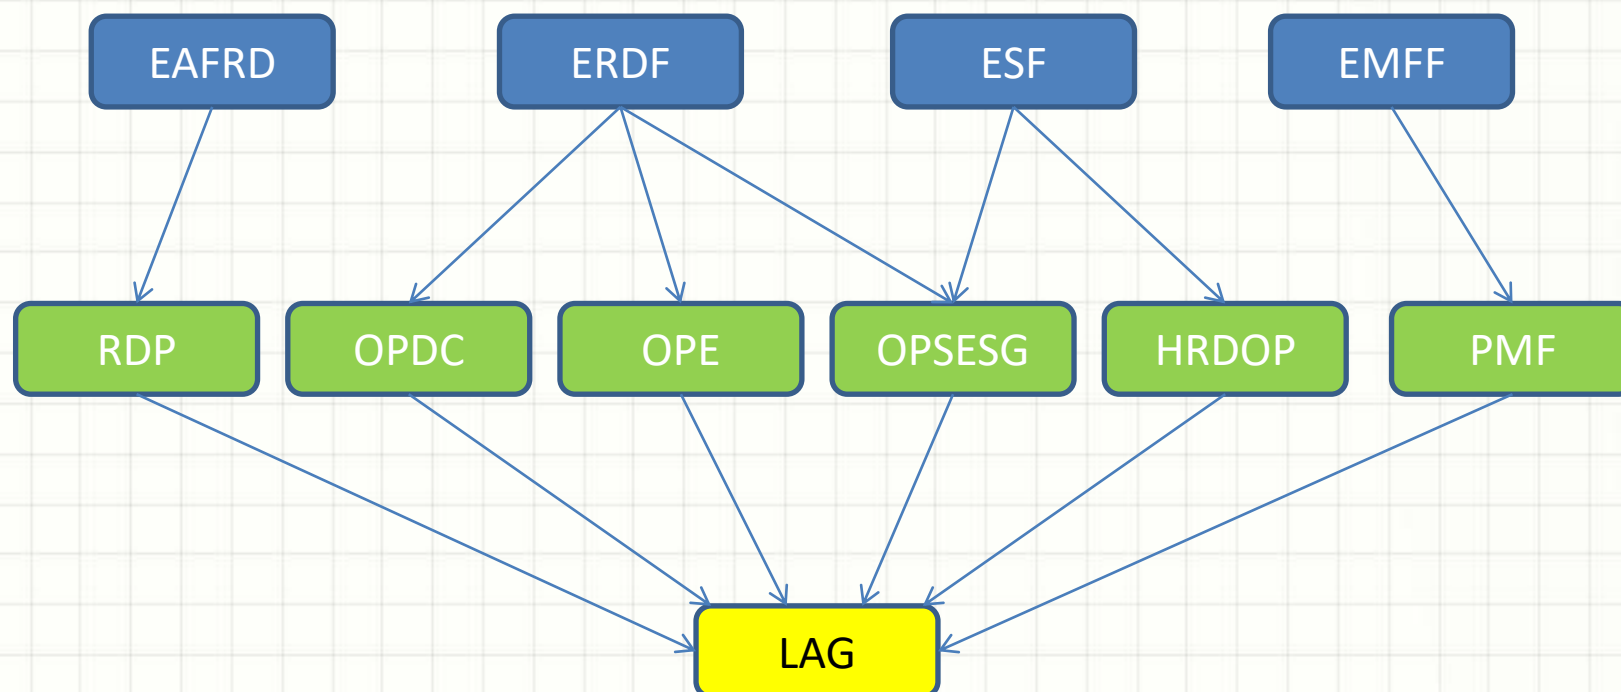 EAFRD
ERDF
ESF
EMFF
RDP
OPDC
OPE
OPSESG
HRDOP
PMF
LAG